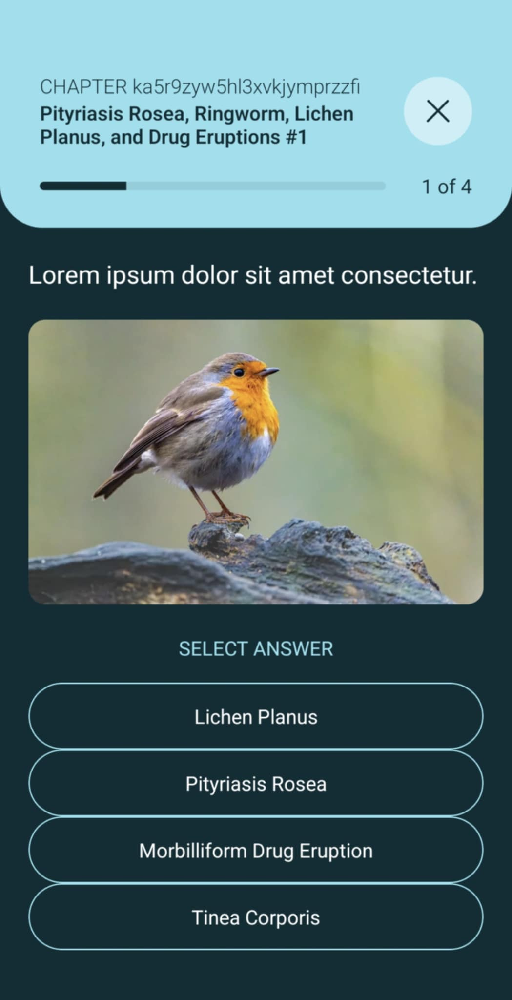 CHAPTER ka5r9zyw5hl3xvkjymprzzfi
Pityriasis Rosea, Ringworm, Lichen
Planus, and Drug Eruptions #1
1 of 4
Lorem ipsum dolor sit amet consectetur.
SELECT ANSWER
Lichen Planus
Pityriasis Rosea
Morbilliform Drug Eruption
Tinea Corporis